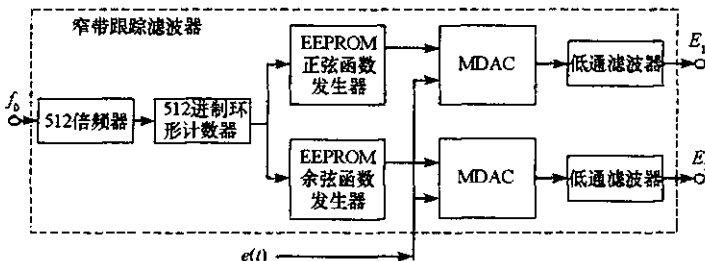 窄带跟踪滤波器
EEPROM
正弦函数
发生器
MDAC
低通滤波器
f₀
512倍频器
512进制环
形计数器
EEPROM
余弦函数
发生器
MDAC
低通滤波器
e(t)